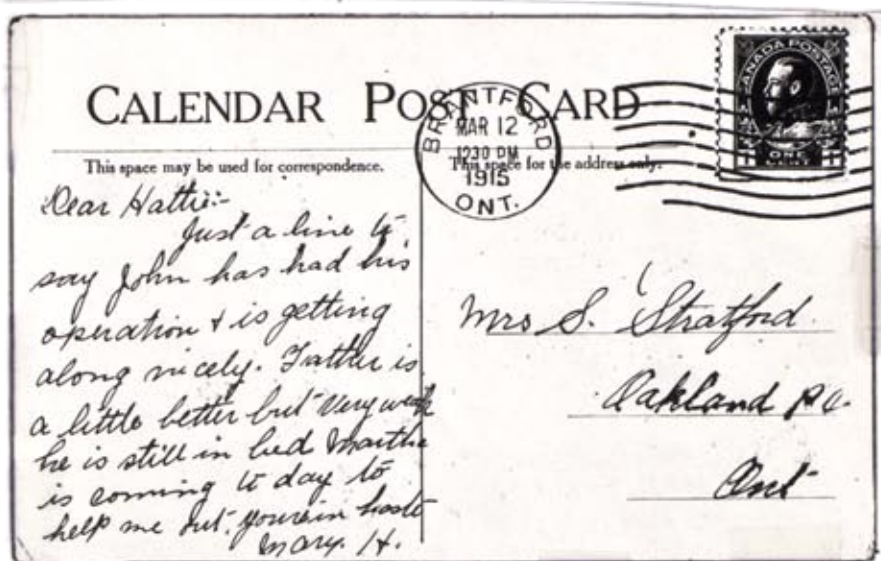 CALENDAR POST CARD
BRANTFORD
MAR 12
1230 PM
1915
ONT.
CANADA POSTAGE
This space may be used for correspondence.
This space for the address only.
Dear Hattie:-
Just a line to
say John has had his
operation & is getting
along nicely. Father is
a little better but very weak
he is still in bed Martha
is coming to day to
help me out. yours in haste
Mary. H.
Mrs S. Stratford
Oakland P.O.
Ont